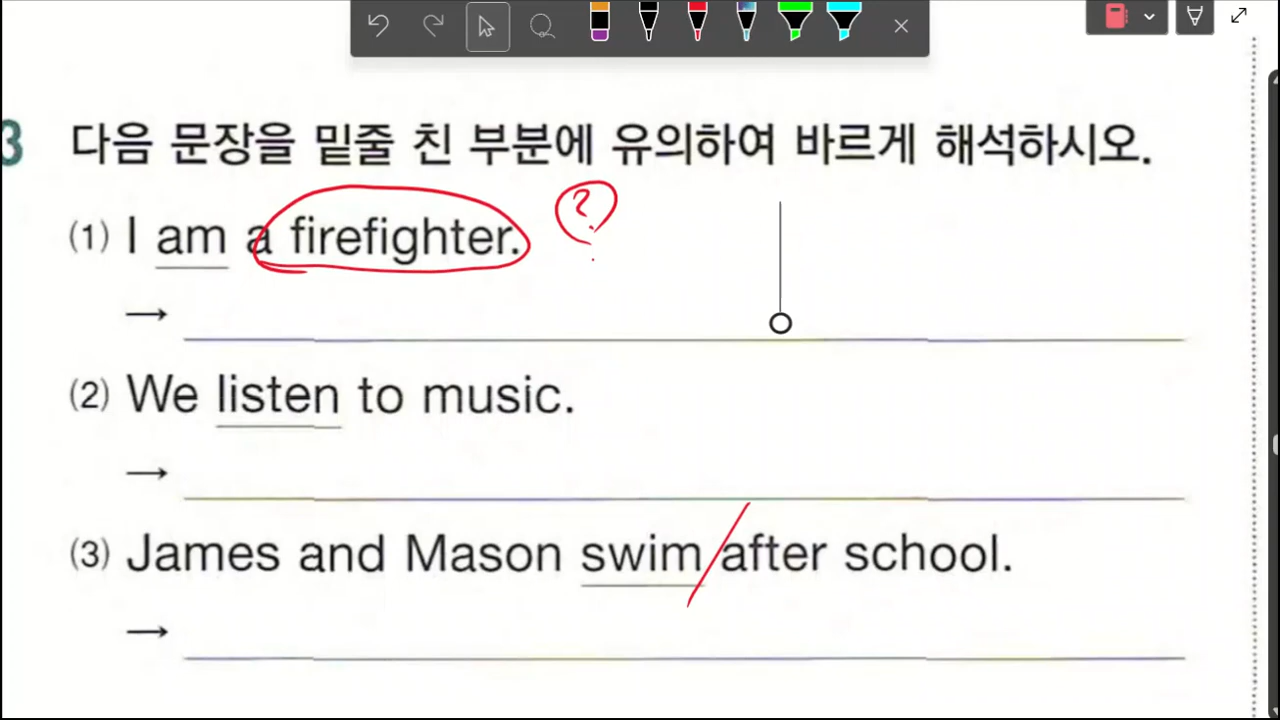 3 다음 문장을 밑줄 친 부분에 유의하여 바르게 해석하시오.
(1) I am a firefighter. ?
→
(2) We listen to music.
→
(3) James and Mason swim / after school.
→